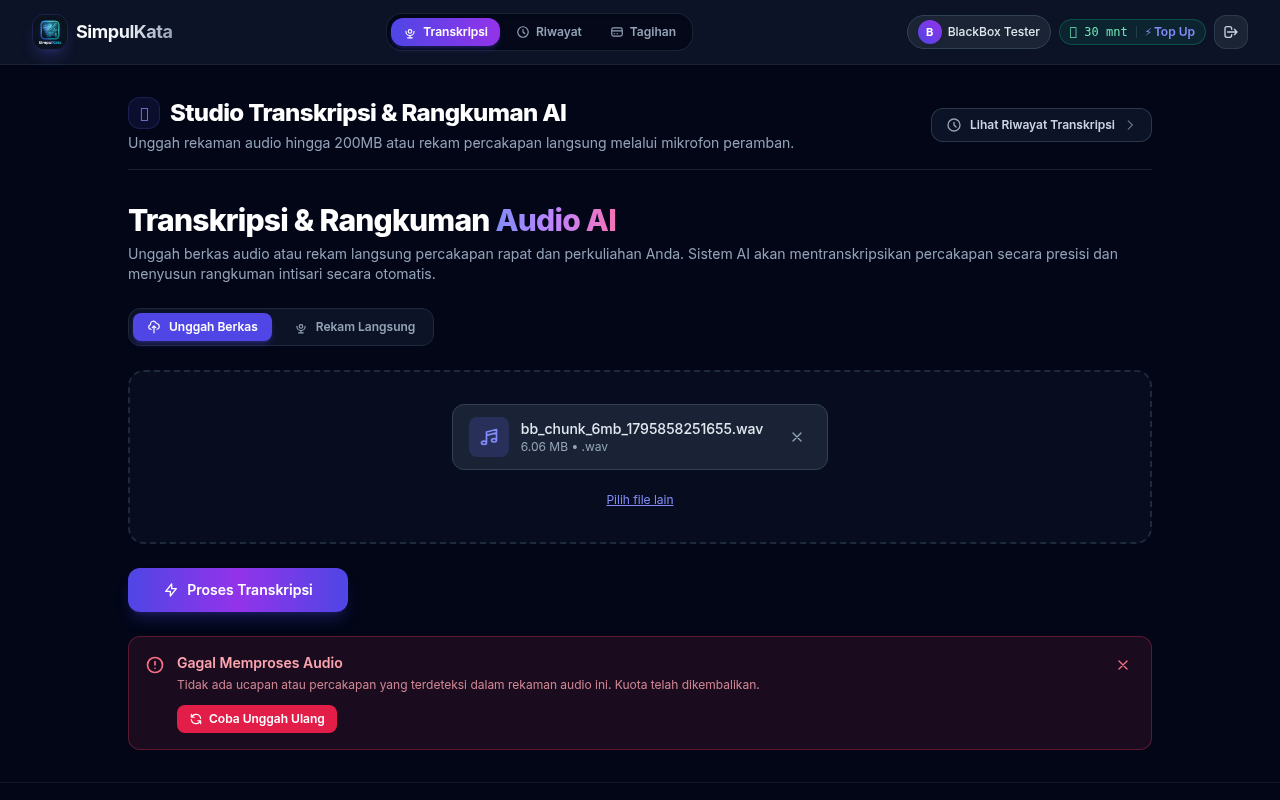 SimpulKata
Transkripsi
Riwayat
Tagihan
B
BlackBox Tester
30 mnt
Top Up
Studio Transkripsi & Rangkuman AI
Unggah rekaman audio hingga 200MB atau rekam percakapan langsung melalui mikrofon peramban.
Lihat Riwayat Transkripsi
Transkripsi & Rangkuman Audio AI
Unggah berkas audio atau rekam langsung percakapan rapat dan perkuliahan Anda. Sistem AI akan mentranskripsikan percakapan secara presisi dan
menyusun rangkuman intisari secara otomatis.
Unggah Berkas
Rekam Langsung
bb_chunk_6mb_1795858251655.wav
6.06 MB • .wav
Pilih file lain
Proses Transkripsi
Gagal Memproses Audio
Tidak ada ucapan atau percakapan yang terdeteksi dalam rekaman audio ini. Kuota telah dikembalikan.
Coba Unggah Ulang